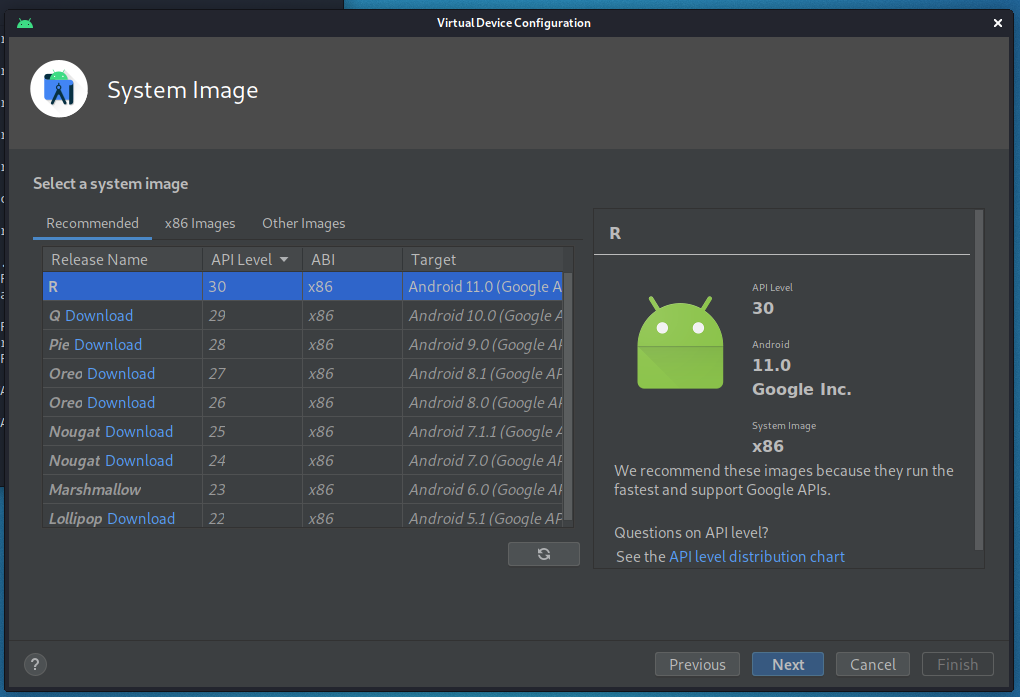 Virtual Device Configuration
System Image
Select a system image
Recommended x86 Images Other Images
Release Name API Level ABI Target
R 30 x86 Android 11.0 (Google A
Q Download 29 x86 Android 10.0 (Google A
Pie Download 28 x86 Android 9.0 (Google AP
Oreo Download 27 x86 Android 8.1 (Google AP
Oreo Download 26 x86 Android 8.0 (Google AP
Nougat Download 25 x86 Android 7.1.1 (Google A
Nougat Download 24 x86 Android 7.0 (Google AP
Marshmallow 23 x86 Android 6.0 (Google AP
Lollipop Download 22 x86 Android 5.1 (Google AP
R
API Level
30
Android
11.0
Google Inc.
System Image
x86
We recommend these images because they run the
fastest and support Google APIs.
Questions on API level?
See the API level distribution chart
? Previous Next Cancel Finish